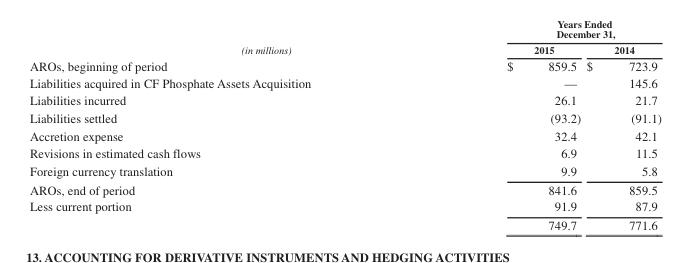 Years Ended
December 31,
(in millions) 2015 2014
AROs, beginning of period $ 859.5 $ 723.9
Liabilities acquired in CF Phosphate Assets Acquisition — 145.6
Liabilities incurred 26.1 21.7
Liabilities settled (93.2) (91.1)
Accretion expense 32.4 42.1
Revisions in estimated cash flows 6.9 11.5
Foreign currency translation 9.9 5.8
AROs, end of period 841.6 859.5
Less current portion 91.9 87.9
749.7 771.6
13. ACCOUNTING FOR DERIVATIVE INSTRUMENTS AND HEDGING ACTIVITIES